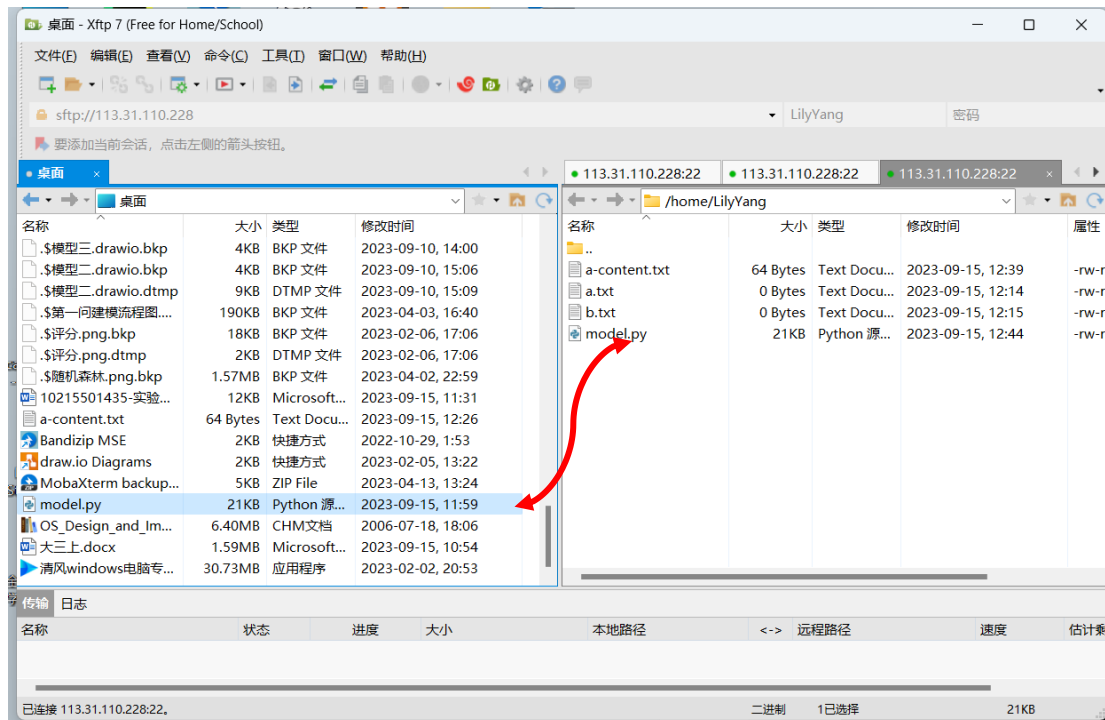 桌面 - Xftp 7 (Free for Home/School)
文件(F) 编辑(E) 查看(V) 命令(C) 工具(T) 窗口(W) 帮助(H)
sftp://113.31.110.228 LilyYang 密码
要添加当前会话，点击左侧的箭头按钮。
桌面 × 113.31.110.228:22 113.31.110.228:22 113.31.110.228:22 ×
桌面 /home/LilyYang
名称 大小 类型 修改时间
.$模型三.drawio.bkp 4KB BKP 文件 2023-09-10, 14:00
.$模型二.drawio.bkp 4KB BKP 文件 2023-09-10, 15:06
.$模型二.drawio.dtmp 9KB DTMP 文件 2023-09-10, 15:09
.$第一问建模流程图.... 190KB BKP 文件 2023-04-03, 16:40
.$评分.png.bkp 18KB BKP 文件 2023-02-06, 17:06
.$评分.png.dtmp 2KB DTMP 文件 2023-02-06, 17:06
.$随机森林.png.bkp 1.57MB BKP 文件 2023-04-02, 22:59
10215501435-实验... 12KB Microsoft... 2023-09-15, 11:31
a-content.txt 64 Bytes Text Docu... 2023-09-15, 12:26
Bandizip MSE 2KB 快捷方式 2022-10-29, 1:53
draw.io Diagrams 2KB 快捷方式 2023-02-05, 13:22
MobaXterm backup... 5KB ZIP File 2023-04-13, 13:24
model.py 21KB Python 源... 2023-09-15, 11:59
OS_Design_and_Im... 6.40MB CHM文档 2006-07-18, 18:06
大三上.docx 1.59MB Microsoft... 2023-09-15, 10:54
清风windows电脑专... 30.73MB 应用程序 2023-02-02, 20:53
名称 大小 类型 修改时间 属性
..
a-content.txt 64 Bytes Text Docu... 2023-09-15, 12:39 -rw-r
a.txt 0 Bytes Text Docu... 2023-09-15, 12:14 -rw-r
b.txt 0 Bytes Text Docu... 2023-09-15, 12:15 -rw-r
model.py 21KB Python 源... 2023-09-15, 12:44 -rw-r
传输 日志
名称 状态 进度 大小 本地路径 <-> 远程路径 速度 估计剩
已连接 113.31.110.228:22。 二进制 1已选择 21KB